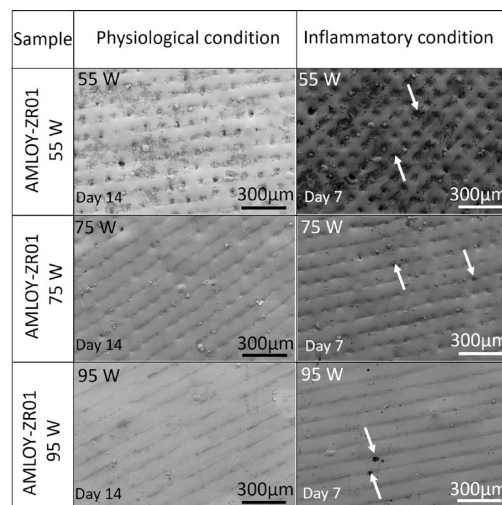 Sample Physiological condition Inflammatory condition
AMLOY-ZR01
55 W
55 W
Day 14
300µm
55 W
Day 7
300µm
AMLOY-ZR01
75 W
75 W
Day 14
300µm
75 W
Day 7
300µm
AMLOY-ZR01
95 W
95 W
Day 14
300µm
95 W
Day 7
300µm